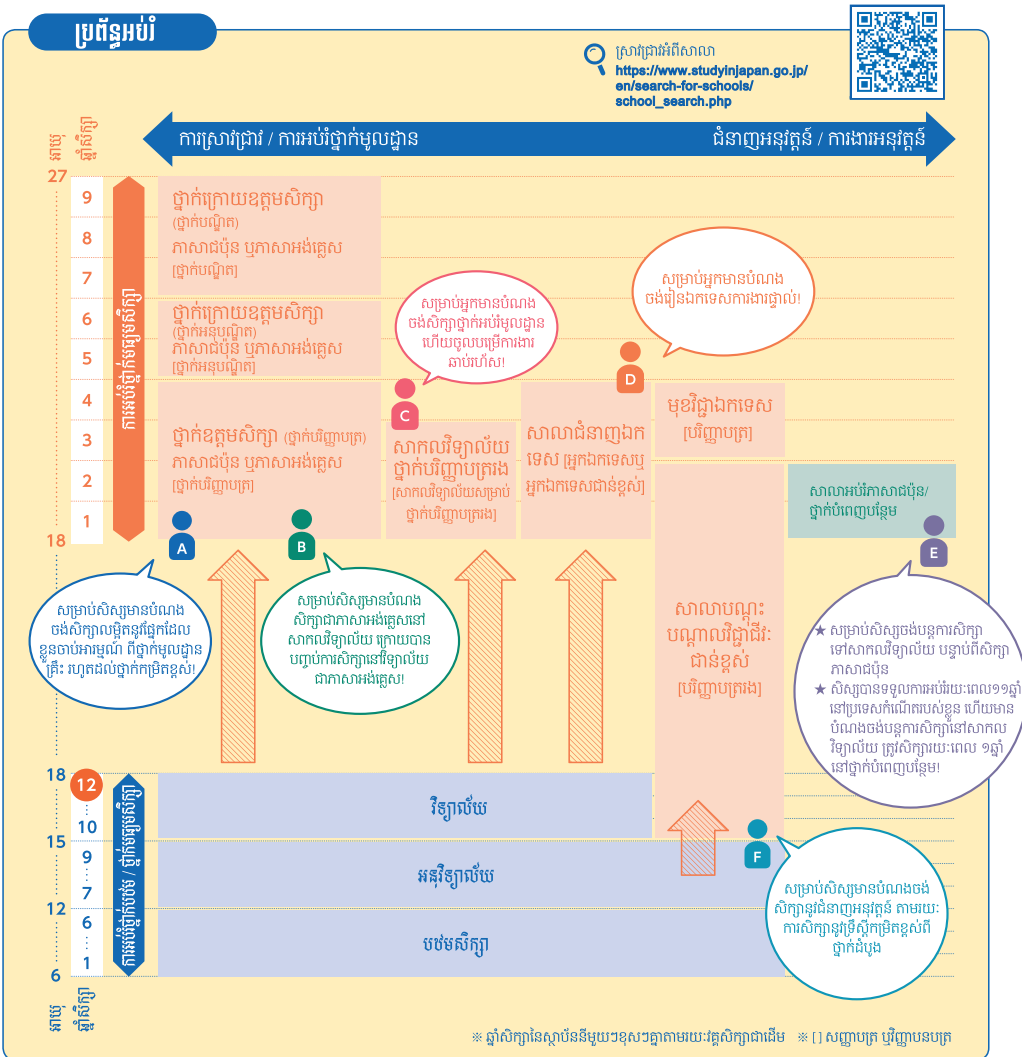 ប្រព័ន្ធអប់រំ
ស្រាវជ្រាវអំពីសាលា
https://www.studyinjapan.go.jp/
en/search-for-schools/
school_search.php
អាយុ
ឆ្នាំសិក្សា
ការស្រាវជ្រាវ / ការអប់រំថ្នាក់មូលដ្ឋាន
ជំនាញអនុវត្តន៍ / ការងារអនុវត្តន៍
27
9
8
7
6
5
4
3
2
1
18
ការអប់រំថ្នាក់មធ្យមសិក្សា
ថ្នាក់ក្រោយឧត្តមសិក្សា
(ថ្នាក់បណ្ឌិត)
ភាសាជប៉ុន ឬភាសាអង់គ្លេស
[ថ្នាក់បណ្ឌិត]
ថ្នាក់ក្រោយឧត្តមសិក្សា
(ថ្នាក់អនុបណ្ឌិត)
ភាសាជប៉ុន ឬភាសាអង់គ្លេស
[ថ្នាក់អនុបណ្ឌិត]
ថ្នាក់ឧត្តមសិក្សា (ថ្នាក់បរិញ្ញាបត្រ)
ភាសាជប៉ុន ឬភាសាអង់គ្លេស
[ថ្នាក់បរិញ្ញាបត្រ]
សម្រាប់អ្នកមានបំណង
ចង់សិក្សាថ្នាក់អប់រំមូលដ្ឋាន
ហើយចូលបម្រើការងារ
ឆាប់រហ័ស!
C
សាកលវិទ្យាល័យ
ថ្នាក់បរិញ្ញាបត្ររង
[សាកលវិទ្យាល័យសម្រាប់
ថ្នាក់បរិញ្ញាបត្ររង]
សម្រាប់អ្នកមានបំណង
ចង់រៀនឯកទេសការងារផ្ទាល់!
D
សាលាជំនាញឯក
ទេស [អ្នកឯកទេសឬ
អ្នកឯកទេសជាន់ខ្ពស់]
មុខវិជ្ជាឯកទេស
[បរិញ្ញាបត្រ]
សាលាអប់រំភាសាជប៉ុន/
ថ្នាក់បំពេញបន្ថែម
A
B
E
សម្រាប់សិស្សមានបំណង
ចង់សិក្សាលម្អិតនូវផ្នែកដែល
ខ្លួនចាប់អារម្មណ៍ ពីថ្នាក់មូលដ្ឋាន
គ្រឹះ រហូតដល់ថ្នាក់កម្រិតខ្ពស់!
សម្រាប់សិស្សមានបំណង
សិក្សាជាភាសាអង់គ្លេសនៅ
សាកលវិទ្យាល័យ ក្រោយបាន
បញ្ចប់ការសិក្សានៅវិទ្យាល័យ
ជាភាសាអង់គ្លេស!
សាលាបណ្តុះ
បណ្តាលវិជ្ជាជីវៈ
ជាន់ខ្ពស់
[បរិញ្ញាបត្ររង]
★ សម្រាប់សិស្សចង់បន្តការសិក្សា
ទៅសាកលវិទ្យាល័យ បន្ទាប់ពីសិក្សា
ភាសាជប៉ុន
★ សិស្សបានទទួលការអប់រំរយៈពេល១១ឆ្នាំ
នៅប្រទេសកំណើតរបស់ខ្លួន ហើយមាន
បំណងចង់បន្តការសិក្សានៅសាកល
វិទ្យាល័យ ត្រូវសិក្សារយៈពេល ១ឆ្នាំ
នៅថ្នាក់បំពេញបន្ថែម!
18
12
10
15
9
7
12
6
1
6
ការអប់រំថ្នាក់បឋម / ថ្នាក់មធ្យមសិក្សា
វិទ្យាល័យ
អនុវិទ្យាល័យ
បឋមសិក្សា
F
សម្រាប់សិស្សមានបំណងចង់
សិក្សានូវជំនាញអនុវត្តន៍ តាមរយៈ
ការសិក្សានូវទ្រឹស្តីកម្រិតខ្ពស់ពី
ថ្នាក់ដំបូង
អាយុ
ឆ្នាំសិក្សា
※ ឆ្នាំសិក្សានៃស្ថាប័ននីមួយៗខុសៗគ្នាតាមរយៈវគ្គសិក្សាជាដើម ※ [ ] សញ្ញាបត្រ ឬវិញ្ញាបនបត្រ